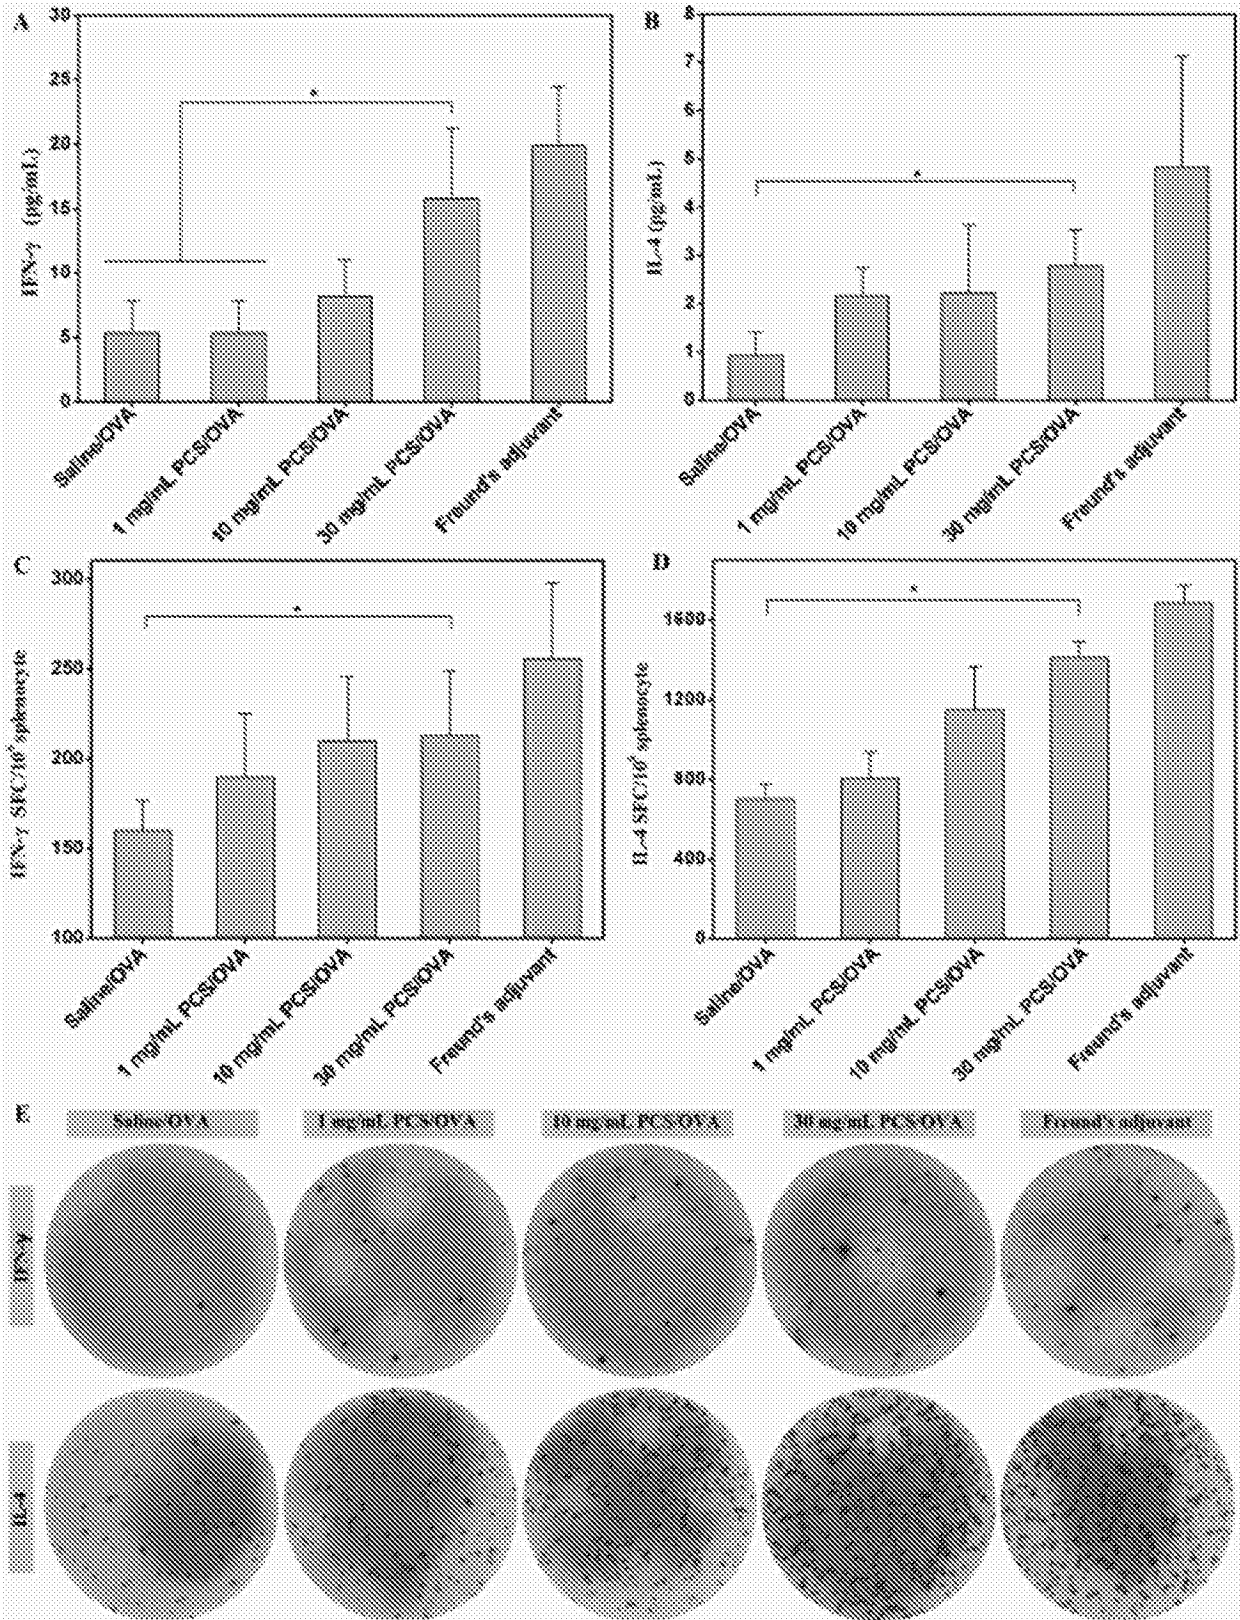 A
30
25
20
15
10
5
0
IFN-γ (pg/mL)
*
Saline/OVA
1 mg/mL PCS/OVA
10 mg/mL PCS/OVA
30 mg/mL PCS/OVA
Freund's adjuvant
B
8
7
6
5
4
3
2
1
0
IL-4 (pg/mL)
*
Saline/OVA
1 mg/mL PCS/OVA
10 mg/mL PCS/OVA
30 mg/mL PCS/OVA
Freund's adjuvant
C
300
250
200
150
100
IFN-γ SFC/ splenocyte
*
Saline/OVA
1 mg/mL PCS/OVA
10 mg/mL PCS/OVA
30 mg/mL PCS/OVA
Freund's adjuvant
D
1600
1200
800
400
0
IL-4 SFC/ splenocyte
*
Saline/OVA
1 mg/mL PCS/OVA
10 mg/mL PCS/OVA
30 mg/mL PCS/OVA
Freund's adjuvant
E
Saline/OVA
1 mg/mL PCS/OVA
10 mg/mL PCS/OVA
30 mg/mL PCS/OVA
Freund's adjuvant
IFN-γ
IL-4